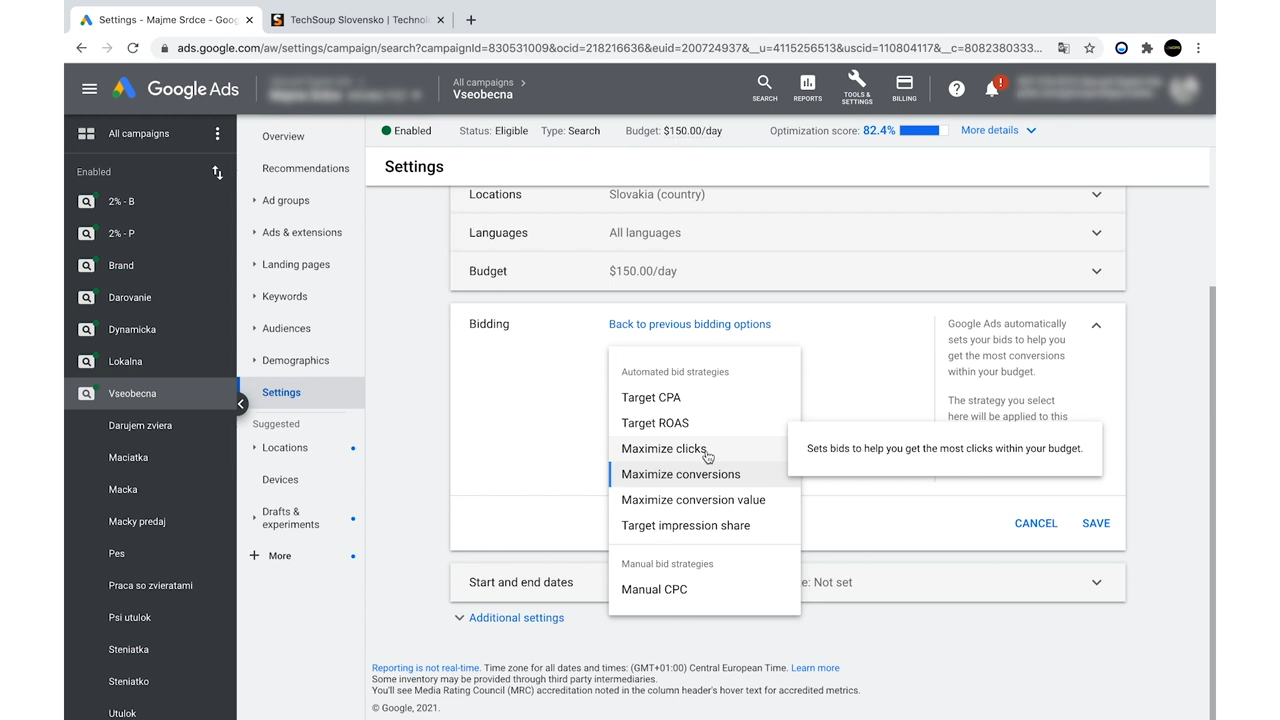 Settings - Majme Srdce - Goog
TechSoup Slovensko | Technolo
ads.google.com/aw/settings/campaign/search?campaignId=830531009&ocid=218216636&euid=200724937&__u=4115256513&uscid=110804117&__c=8082380333...
Google Ads
All campaigns
Vseobecna
SEARCH
REPORTS
TOOLS &
SETTINGS
BILLING
All campaigns
Enabled
2% - B
2% - P
Brand
Darovanie
Dynamicka
Lokalna
Vseobecna
Darujem zviera
Maciatka
Macka
Macky predaj
Pes
Praca so zvieratami
Psi utulok
Steniatka
Steniatko
Utulok
Overview
Recommendations
Ad groups
Ads & extensions
Landing pages
Keywords
Audiences
Demographics
Settings
Suggested
Locations
Devices
Drafts &
experiments
+ More
Enabled Status: Eligible Type: Search Budget: $150.00/day Optimization score: 82.4% More details
Settings
Locations Slovakia (country)
Languages All languages
Budget $150.00/day
Bidding Back to previous bidding options
Automated bid strategies
Target CPA
Target ROAS
Maximize clicks
Maximize conversions
Maximize conversion value
Target impression share
Manual bid strategies
Manual CPC
Google Ads automatically
sets your bids to help you
get the most conversions
within your budget.
The strategy you select
here will be applied to this
Sets bids to help you get the most clicks within your budget.
CANCEL SAVE
Start and end dates e: Not set
Additional settings
Reporting is not real-time. Time zone for all dates and times: (GMT+01:00) Central European Time. Learn more
Some inventory may be provided through third party intermediaries.
You'll see Media Rating Council (MRC) accreditation noted in the column header's hover text for accredited metrics.
© Google, 2021.